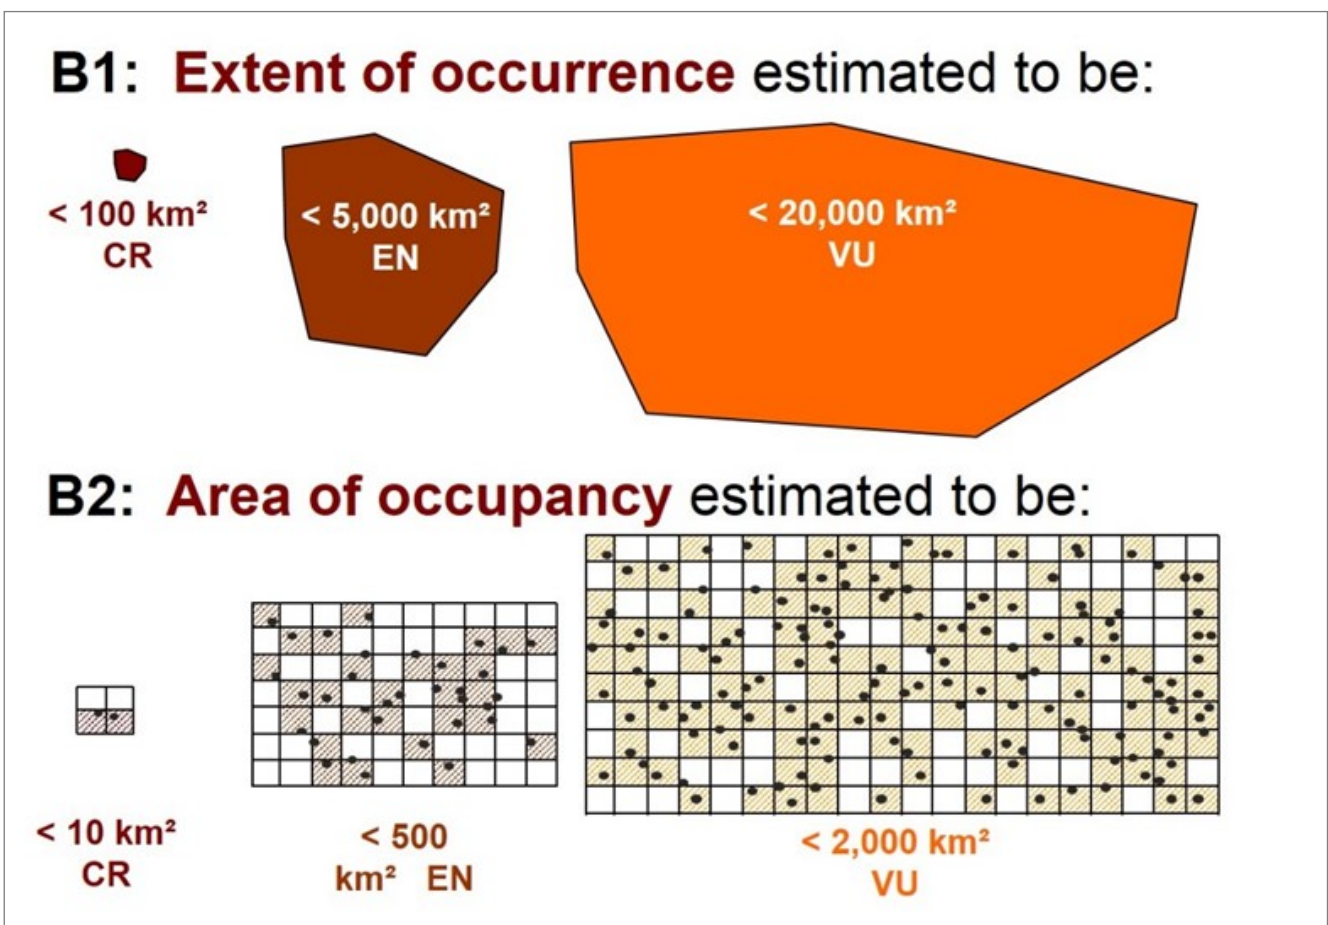 B1: Extent of occurrence estimated to be:
< 100 km²
CR
< 5,000 km²
EN
< 20,000 km²
VU
B2: Area of occupancy estimated to be:
< 10 km²
CR
< 500
km² EN
< 2,000 km²
VU